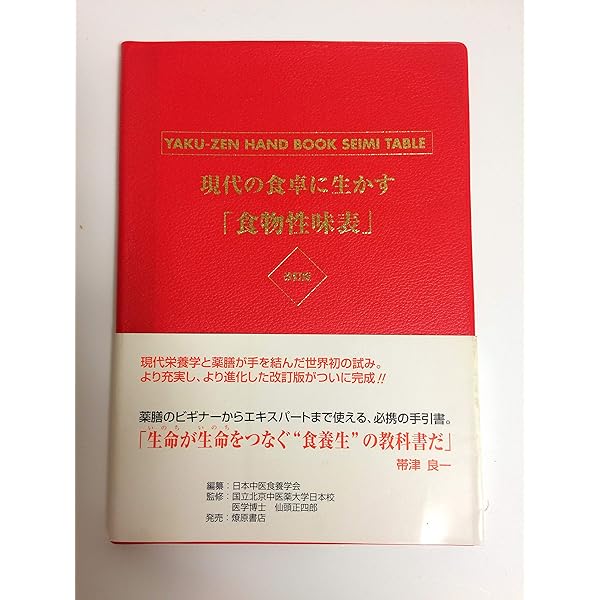 YAKU-ZEN HAND BOOK SEIMI TABLE
現代の食卓に生かす
「食物性味表」
改訂版
現代栄養学と薬膳が手を結んだ世界初の試み。
より充実し、より進化した改訂版がついに完成!!
薬膳のビギナーからエキスパートまで使える、必携の手引書。
いのち いのち
「生命が生命をつなぐ“食養生”の教科書だ」
帯津 良一
編纂:日本中医食養学会
監修:国立北京中医薬大学日本校
医学博士 仙頭正四郎
発売:燎原書店